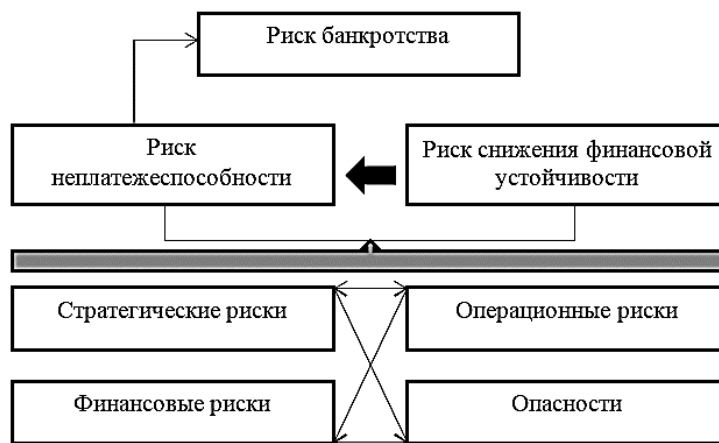 Риск банкротства
Риск
неплатежеспособности
Риск снижения финансовой
устойчивости
Стратегические риски
Операционные риски
Финансовые риски
Опасности